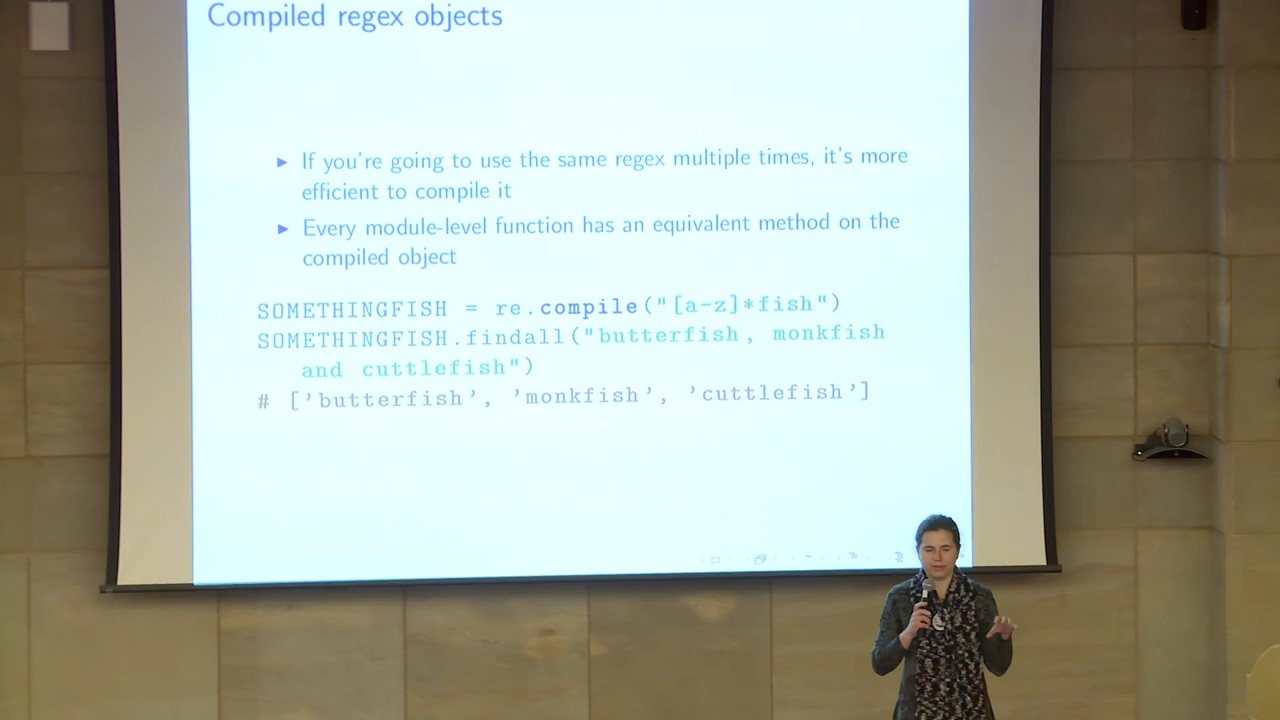 Compiled regex objects
If you're going to use the same regex multiple times, it's more
efficient to compile it
Every module-level function has an equivalent method on the
compiled object
SOMETHINGFISH = re.compile("[a-z]*fish")
SOMETHINGFISH.findall("butterfish, monkfish
and cuttlefish")
# ['butterfish', 'monkfish', 'cuttlefish']